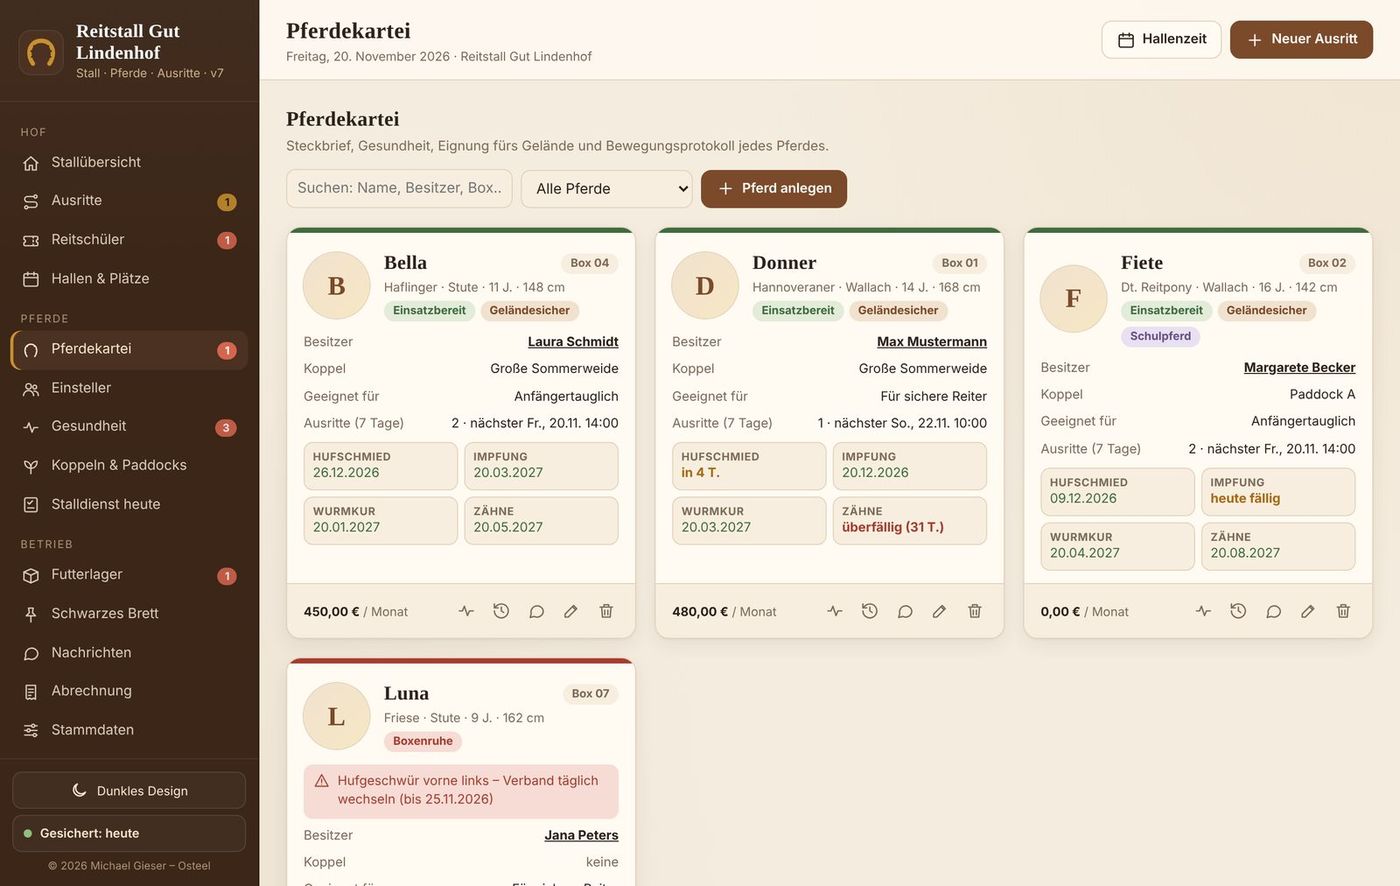 Reitstall Gut
Lindenhof
Stall · Pferde · Ausritte · v7
HOF
Stallübersicht
Ausritte 1
Reitschüler 1
Hallen & Plätze
PFERDE
Pferdekartei 1
Einsteller
Gesundheit 3
Koppeln & Paddocks
Stalldienst heute
BETRIEB
Futterlager 1
Schwarzes Brett
Nachrichten
Abrechnung
Stammdaten
Dunkles Design
Gesichert: heute
© 2026 Michael Gieser – Osteel
Pferdekartei
Freitag, 20. November 2026 · Reitstall Gut Lindenhof
Hallenzeit
Neuer Ausritt
Pferdekartei
Steckbrief, Gesundheit, Eignung fürs Gelände und Bewegungsprotokoll jedes Pferdes.
Suchen: Name, Besitzer, Box..
Alle Pferde
Pferd anlegen
B
Bella
Box 04
Haflinger · Stute · 11 J. · 148 cm
Einsatzbereit Geländesicher
Besitzer Laura Schmidt
Koppel Große Sommerweide
Geeignet für Anfängertauglich
Ausritte (7 Tage) 2 · nächster Fr., 20.11. 14:00
HUFSCHMIED IMPFUNG
26.12.2026 20.03.2027
WURMKUR ZÄHNE
20.01.2027 20.05.2027
450,00 € / Monat
D
Donner
Box 01
Hannoveraner · Wallach · 14 J. · 168 cm
Einsatzbereit Geländesicher
Besitzer Max Mustermann
Koppel Große Sommerweide
Geeignet für Für sichere Reiter
Ausritte (7 Tage) 1 · nächster So., 22.11. 10:00
HUFSCHMIED IMPFUNG
in 4 T. 20.12.2026
WURMKUR ZÄHNE
20.03.2027 überfällig (31 T.)
480,00 € / Monat
F
Fiete
Box 02
Dt. Reitpony · Wallach · 16 J. · 142 cm
Einsatzbereit Geländesicher
Schulpferd
Besitzer Margarete Becker
Koppel Paddock A
Geeignet für Anfängertauglich
Ausritte (7 Tage) 2 · nächster Fr., 20.11. 14:00
HUFSCHMIED IMPFUNG
09.12.2026 heute fällig
WURMKUR ZÄHNE
20.04.2027 20.08.2027
0,00 € / Monat
L
Luna
Box 07
Friese · Stute · 9 J. · 162 cm
Boxenruhe
Hufgeschwür vorne links – Verband täglich
wechseln (bis 25.11.2026)
Besitzer Jana Peters
Koppel keine